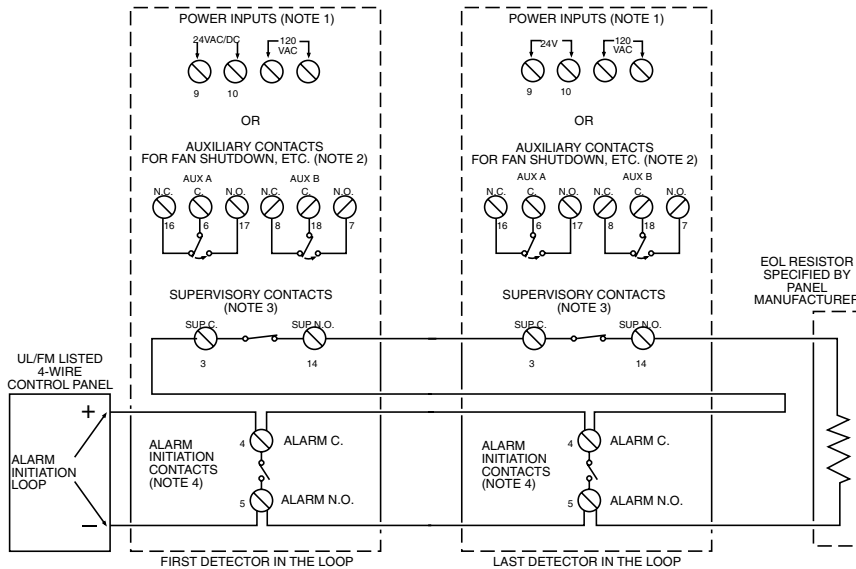 POWER INPUTS (NOTE 1)
24VAC/DC
120
VAC
9
10
OR
AUXILIARY CONTACTS
FOR FAN SHUTDOWN, ETC. (NOTE 2)
AUX A
AUX B
N.C.
C.
N.O.
N.C.
C.
N.O.
16
6
17
8
18
7
SUPERVISORY CONTACTS
(NOTE 3)
SUP.C.
SUP.N.O.
3
14
POWER INPUTS (NOTE 1)
24V
120
VAC
9
10
OR
AUXILIARY CONTACTS
FOR FAN SHUTDOWN, ETC. (NOTE 2)
AUX A
AUX B
N.C.
C.
N.O.
N.C.
C.
N.O.
16
6
17
8
18
7
SUPERVISORY CONTACTS
(NOTE 3)
SUP.C.
SUP.N.O.
3
14
EOL RESISTOR
SPECIFIED BY
PANEL
MANUFACTURER
UL/FM LISTED
4-WIRE
CONTROL PANEL
+
ALARM
INITIATION
LOOP
–
ALARM
INITIATION
CONTACTS
(NOTE 4)
4
ALARM C.
5
ALARM N.O.
ALARM
INITIATION
CONTACTS
(NOTE 4)
4
ALARM C.
5
ALARM N.O.
FIRST DETECTOR IN THE LOOP
LAST DETECTOR IN THE LOOP